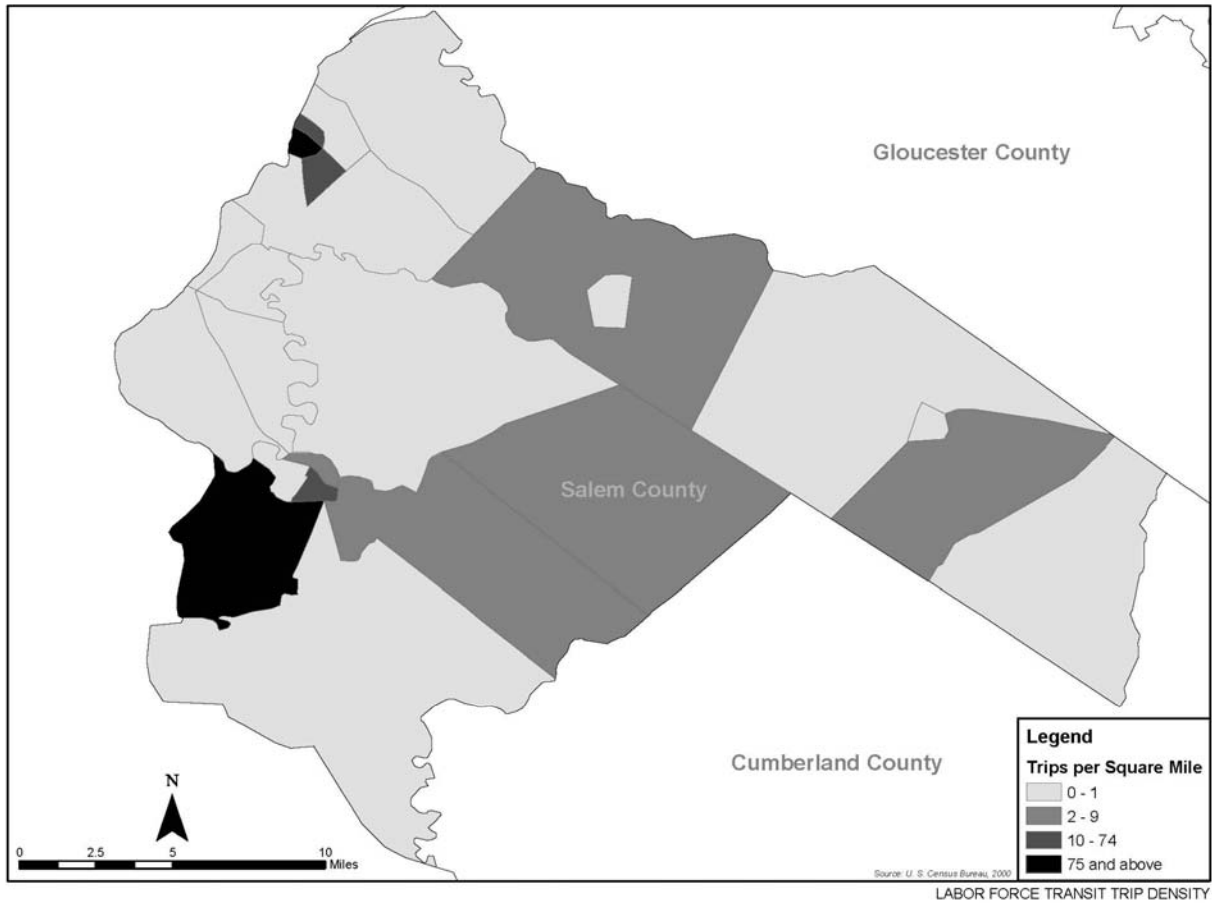 Gloucester County
Salem County
Cumberland County
N
0 2.5 5 10
Miles
Legend
Trips per Square Mile
0 - 1
2 - 9
10 - 74
75 and above
Source: U. S. Census Bureau, 2000
LABOR FORCE TRANSIT TRIP DENSITY